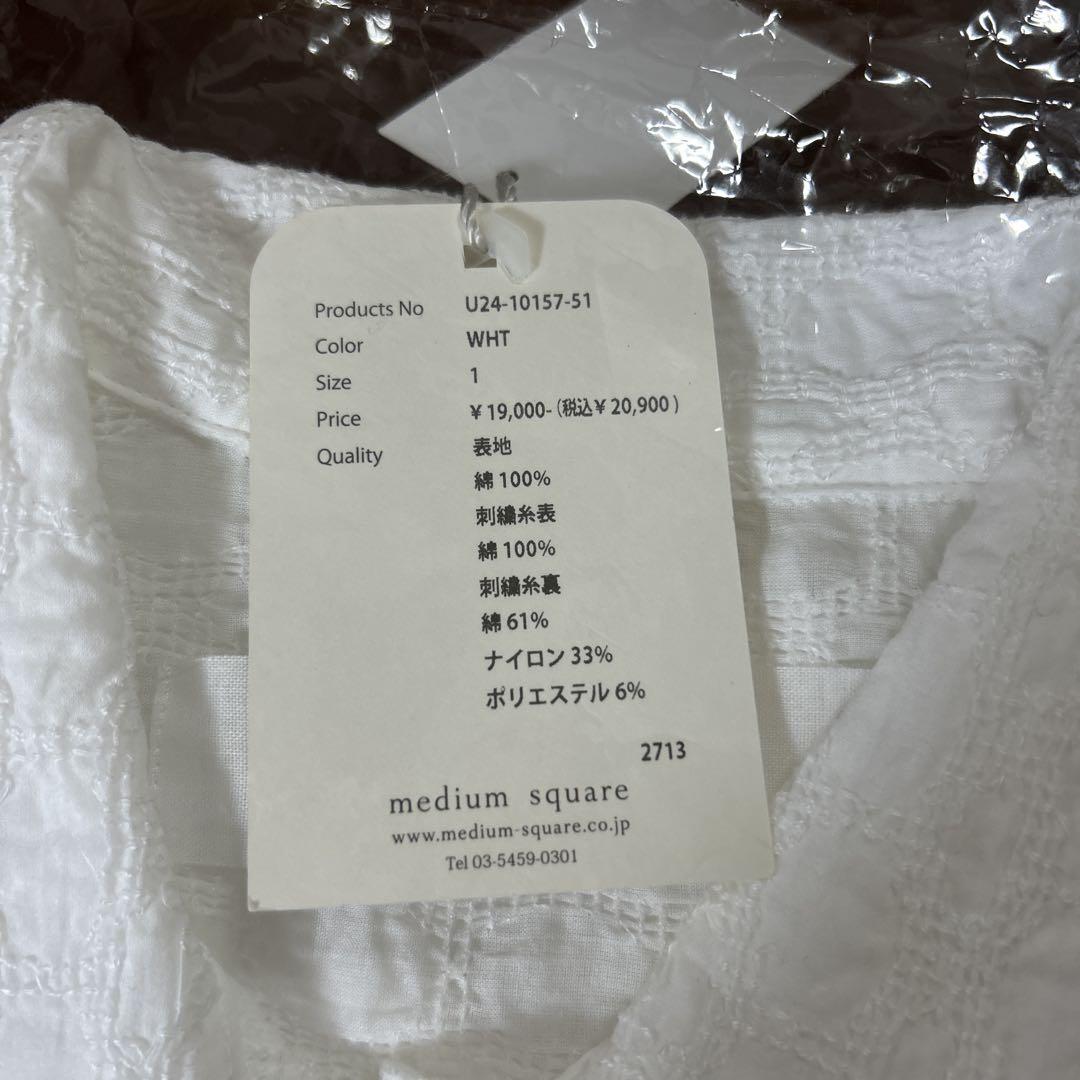 Products No U24-10157-51
Color WHT
Size 1
Price ¥19,000-(税込¥20,900)
Quality 表地
綿100%
刺繍糸表
綿100%
刺繍糸裏
綿61%
ナイロン33%
ポリエステル6%
2713
medium square
www.medium-square.co.jp
Tel 03-5459-0301